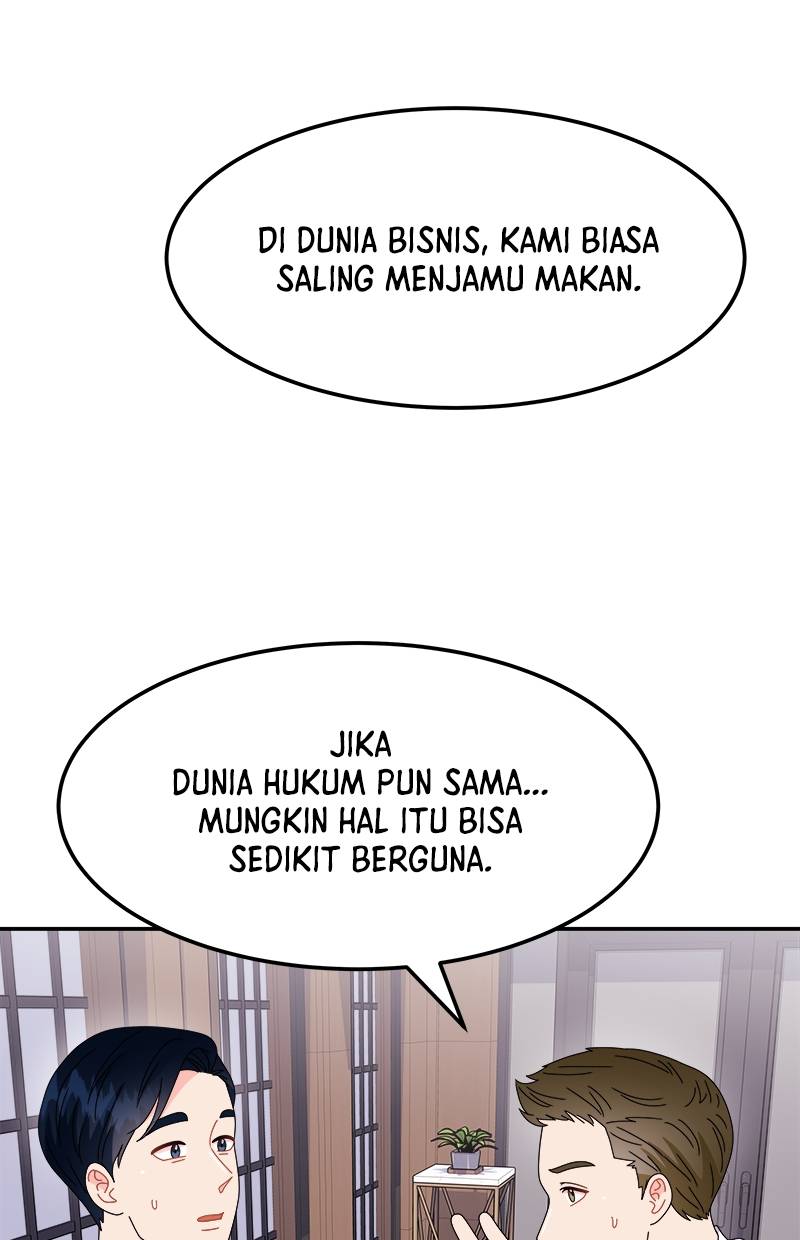 DI DUNIA BISNIS, KAMI BIASA
SALING MENJAMU MAKAN.
JIKA
DUNIA HUKUM PUN SAMA...
MUNGKIN HAL ITU BISA
SEDIKIT BERGUNA.